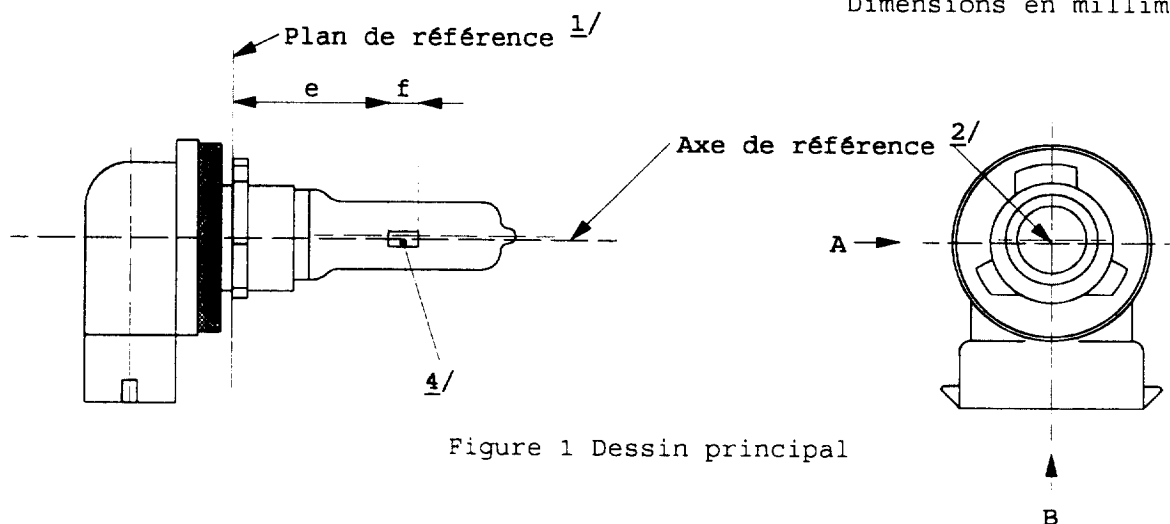 Dimensions en millim
Plan de référence 1/
e f
Axe de référence 2/
A
4/
Figure 1 Dessin principal
B